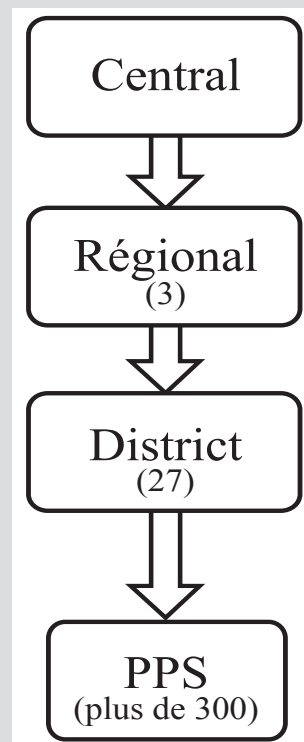 Central
Régional
(3)
District
(27)
PPS
(plus de 300)